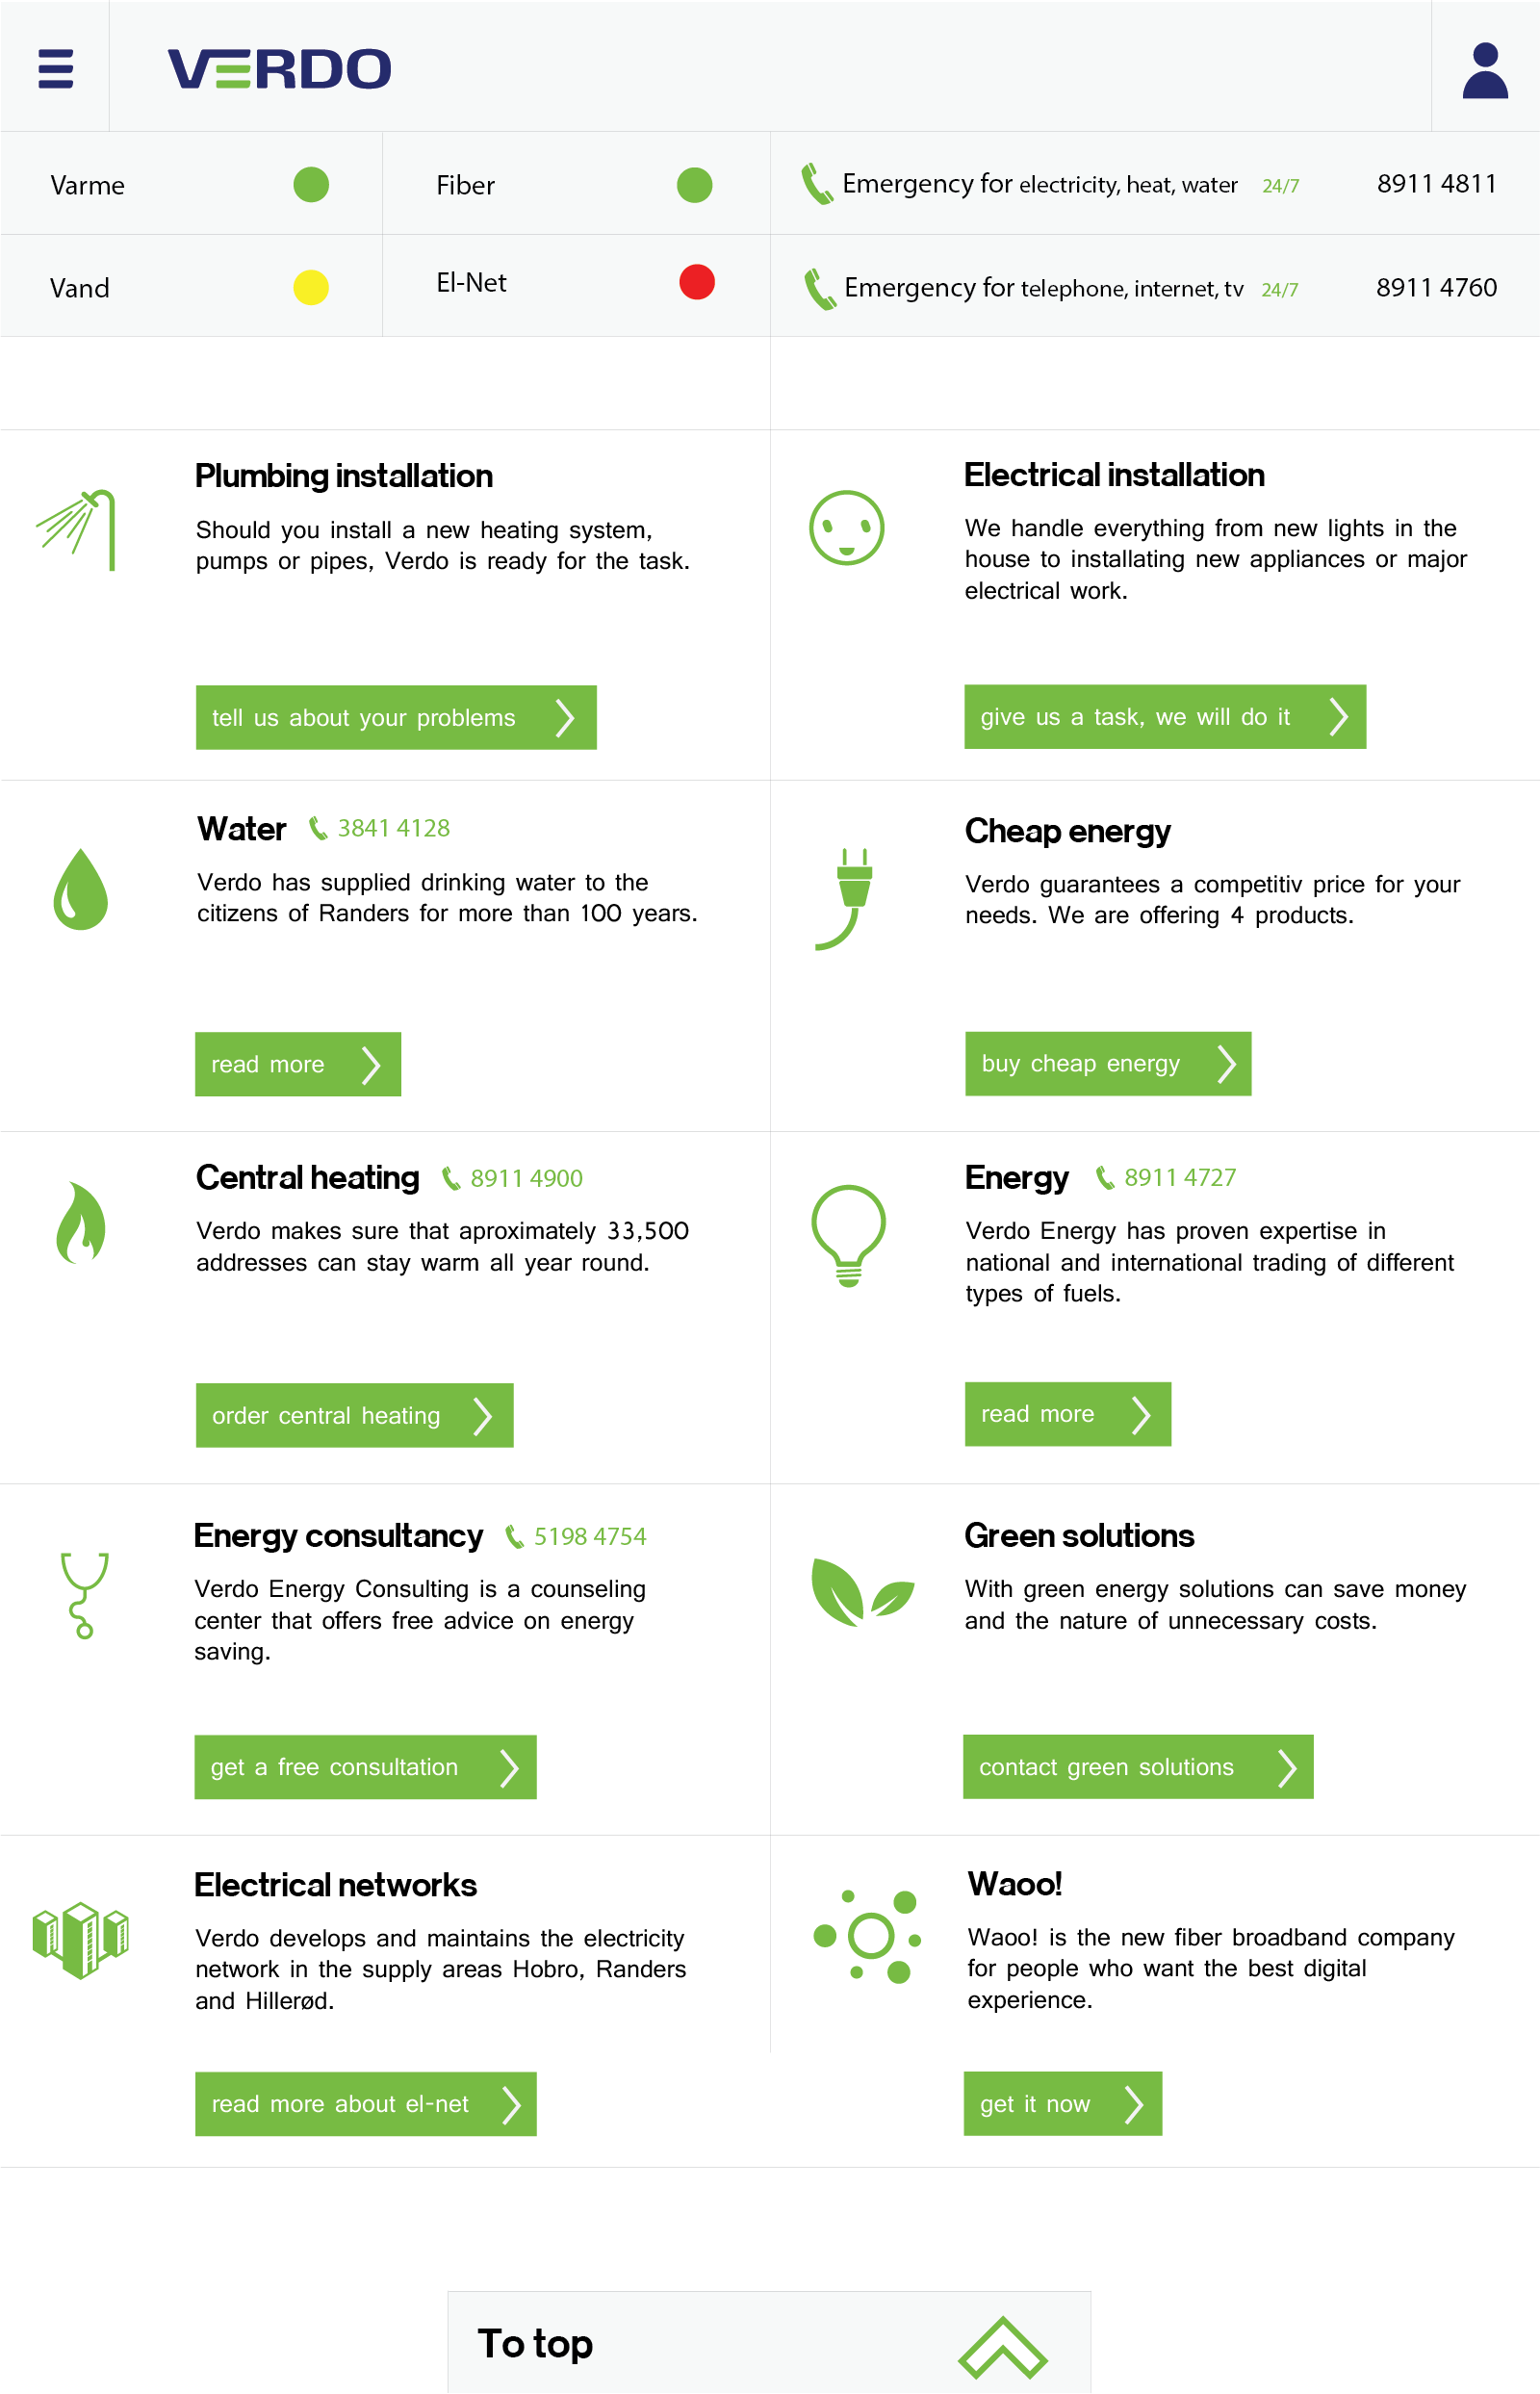 VERDO
Varme
Fiber
Emergency for electricity, heat, water 24/7 8911 4811
Vand
El-Net
Emergency for telephone, internet, tv 24/7 8911 4760
Plumbing installation
Should you install a new heating system,
pumps or pipes, Verdo is ready for the task.
tell us about your problems
Electrical installation
We handle everything from new lights in the
house to installating new appliances or major
electrical work.
give us a task, we will do it
Water 3841 4128
Verdo has supplied drinking water to the
citizens of Randers for more than 100 years.
read more
Cheap energy
Verdo guarantees a competitiv price for your
needs. We are offering 4 products.
buy cheap energy
Central heating 8911 4900
Verdo makes sure that aproximately 33,500
addresses can stay warm all year round.
order central heating
Energy 8911 4727
Verdo Energy has proven expertise in
national and international trading of different
types of fuels.
read more
Energy consultancy 5198 4754
Verdo Energy Consulting is a counseling
center that offers free advice on energy
saving.
get a free consultation
Green solutions
With green energy solutions can save money
and the nature of unnecessary costs.
contact green solutions
Electrical networks
Verdo develops and maintains the electricity
network in the supply areas Hobro, Randers
and Hillerød.
read more about el-net
Waoo!
Waoo! is the new fiber broadband company
for people who want the best digital
experience.
get it now
To top